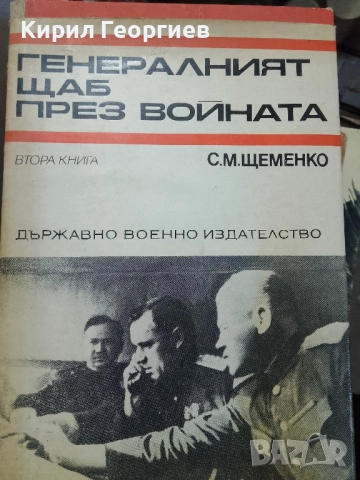 Кирил Георгиев
ГЕНЕРАЛНИЯТ
ЩАБ
ПРЕЗ ВОЙНАТА
ВТОРА КНИГА
С.М.ЩЕМЕНКО
ДЪРЖАВНО ВОЕННО ИЗДАТЕЛСТВО
BAZAR